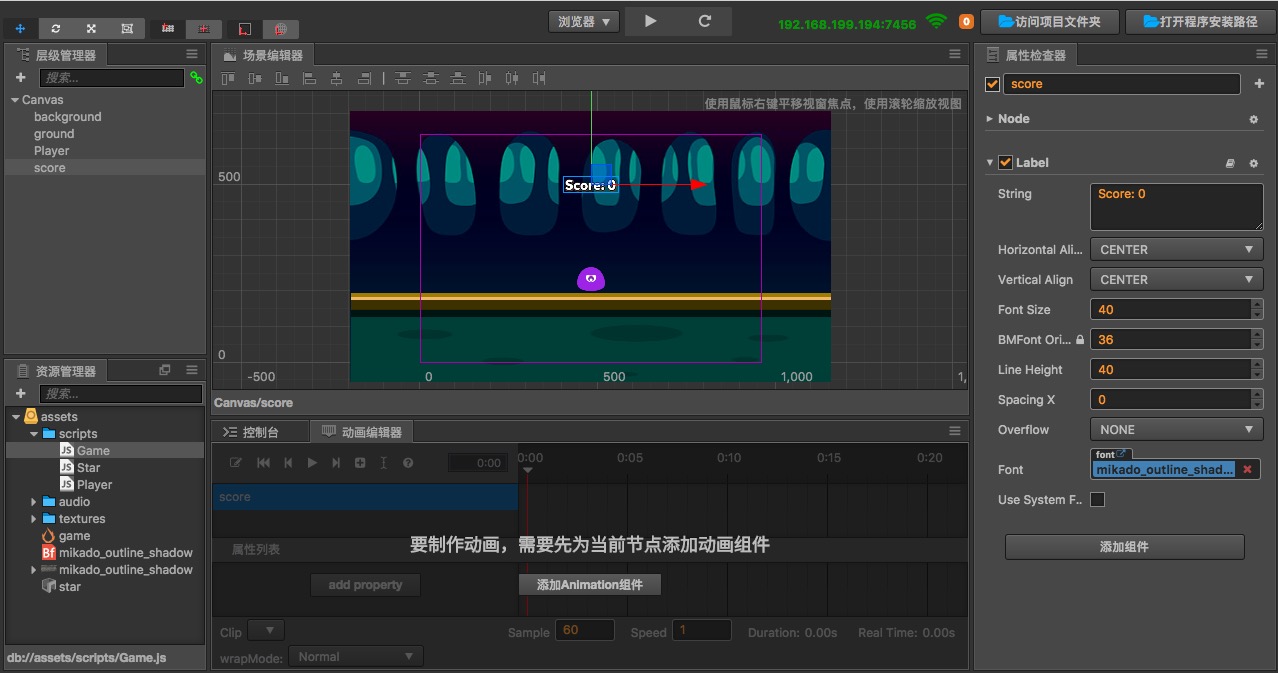 浏览器
192.168.199.194:7456
0
访问项目文件夹
打开程序安装路径
层级管理器
搜索...
Canvas
background
ground
Player
score
场景编辑器
使用鼠标右键平移视窗焦点，使用滚轮缩放视图
500
0
-500
0
500
1,000
1,
Score: 0
Canvas/score
资源管理器
搜索...
assets
scripts
JS Game
JS Star
JS Player
audio
textures
game
Bf mikado_outline_shadow
mikado_outline_shadow
star
db://assets/scripts/Game.js
控制台
动画编辑器
0:00
0:00
0:05
0:10
0:15
0:20
score
属性列表
要制作动画，需要先为当前节点添加动画组件
add property
添加Animation组件
Clip
Sample
60
Speed
1
Duration: 0.00s
Real Time: 0.00s
wrapMode:
Normal
属性检查器
score
Node
Label
String
Score: 0
Horizontal Ali...
CENTER
Vertical Align
CENTER
Font Size
40
BMFont Ori...
36
Line Height
40
Spacing X
0
Overflow
NONE
font
Font
mikado_outline_shad...
Use System F..
添加组件